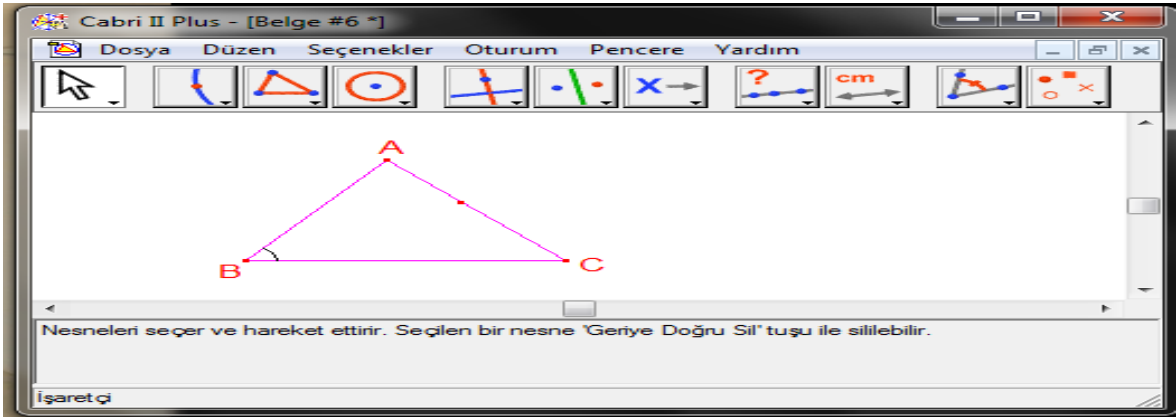 Cabri II Plus - [Belge #6 *]
Dosya Düzen Seçenekler Oturum Pencere Yardım
? cm
A
B C
Nesneleri seçer ve hareket ettirir. Seçilen bir nesne 'Geriye Doğru Sil' tuşu ile sililebilir.
İşaretçi